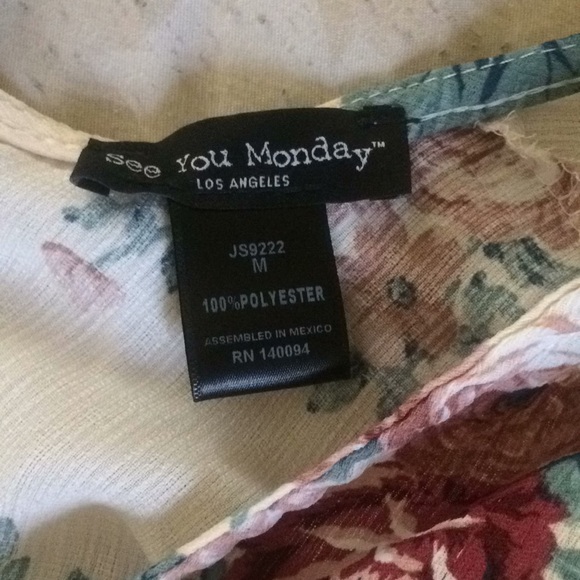 see You Monday™
LOS ANGELES
JS9222
M
100%POLYESTER
ASSEMBLED IN MEXICO
RN 140094